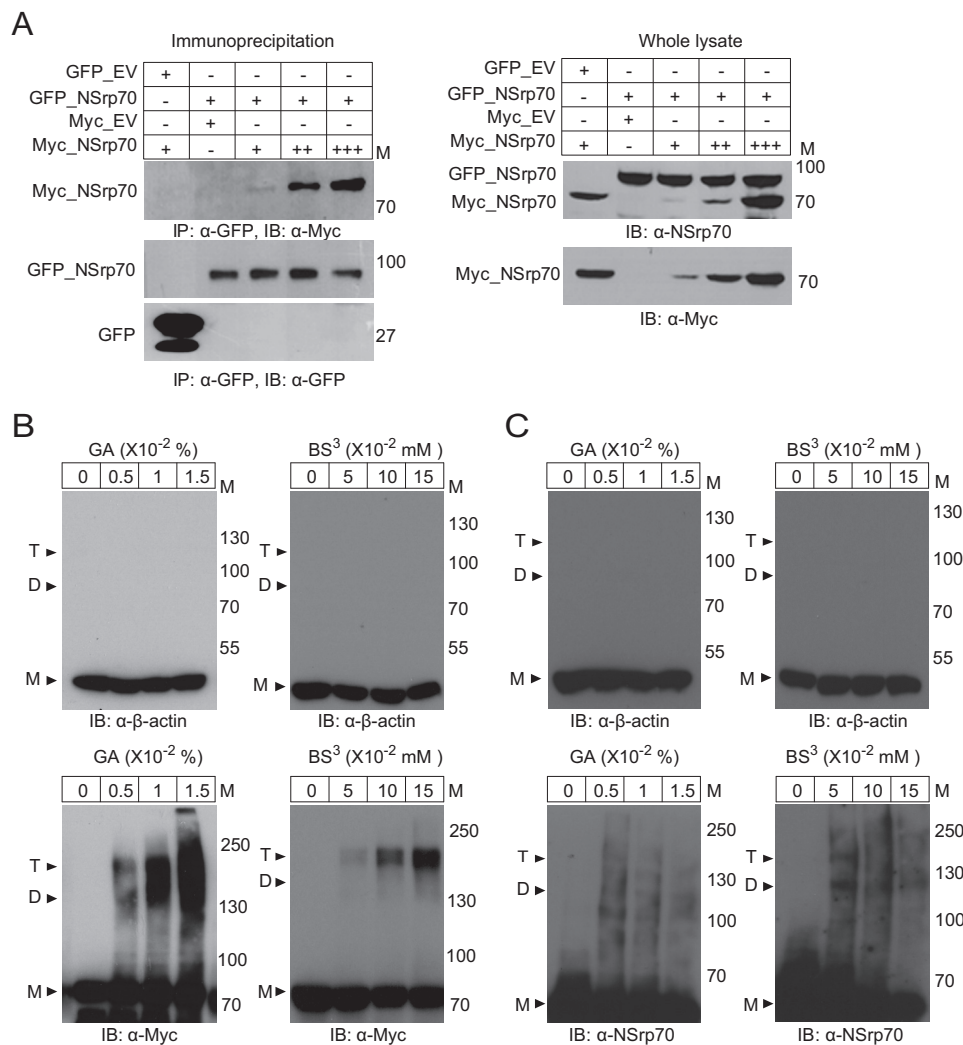 A
Immunoprecipitation
GFP_EV + - - - -
GFP_NSrp70 - + + + +
Myc_EV - + - - -
Myc_NSrp70 + - + ++ +++ M
Myc_NSrp70
70
IP: α-GFP, IB: α-Myc
GFP_NSrp70
100
GFP
27
IP: α-GFP, IB: α-GFP
Whole lysate
GFP_EV + - - - -
GFP_NSrp70 - + + + +
Myc_EV - + - - -
Myc_NSrp70 + - + ++ +++ M
GFP_NSrp70 100
Myc_NSrp70 70
IB: α-NSrp70
Myc_NSrp70 70
IB: α-Myc
B
GA (X10⁻² %)
0 0.5 1 1.5 M
130
T ►
100
D ►
70
55
M ►
IB: α-β-actin
BS³ (X10⁻² mM )
0 5 10 15 M
130
T ►
100
D ►
70
55
M ►
IB: α-β-actin
GA (X10⁻² %)
0 0.5 1 1.5 M
250
T ►
D ►
130
100
M ►
70
IB: α-Myc
BS³ (X10⁻² mM )
0 5 10 15 M
250
T ►
D ►
130
100
M ►
70
IB: α-Myc
C
GA (X10⁻² %)
0 0.5 1 1.5 M
130
T ►
100
D ►
70
55
M ►
IB: α-β-actin
BS³ (X10⁻² mM )
0 5 10 15 M
130
T ►
100
D ►
70
55
M ►
IB: α-β-actin
GA (X10⁻² %)
0 0.5 1 1.5 M
250
T ►
130
D ►
100
70
M ►
IB: α-NSrp70
BS³ (X10⁻² mM )
0 5 10 15 M
250
T ►
130
D ►
100
70
M ►
IB: α-NSrp70